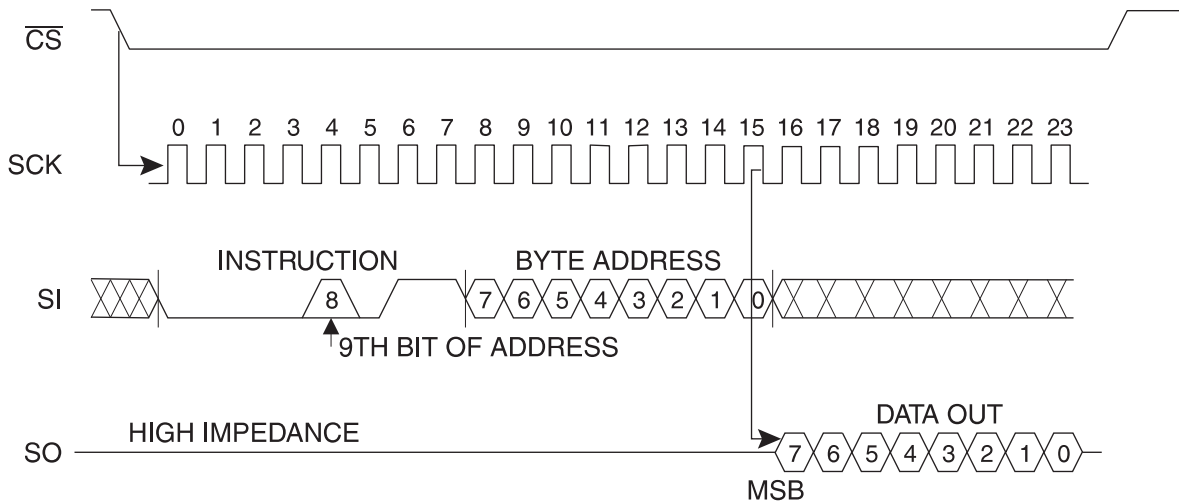 CS
0 1 2 3 4 5 6 7 8 9 10 11 12 13 14 15 16 17 18 19 20 21 22 23
SCK
INSTRUCTION BYTE ADDRESS
SI 8 7 6 5 4 3 2 1 0
9TH BIT OF ADDRESS
DATA OUT
HIGH IMPEDANCE
SO 7 6 5 4 3 2 1 0
MSB